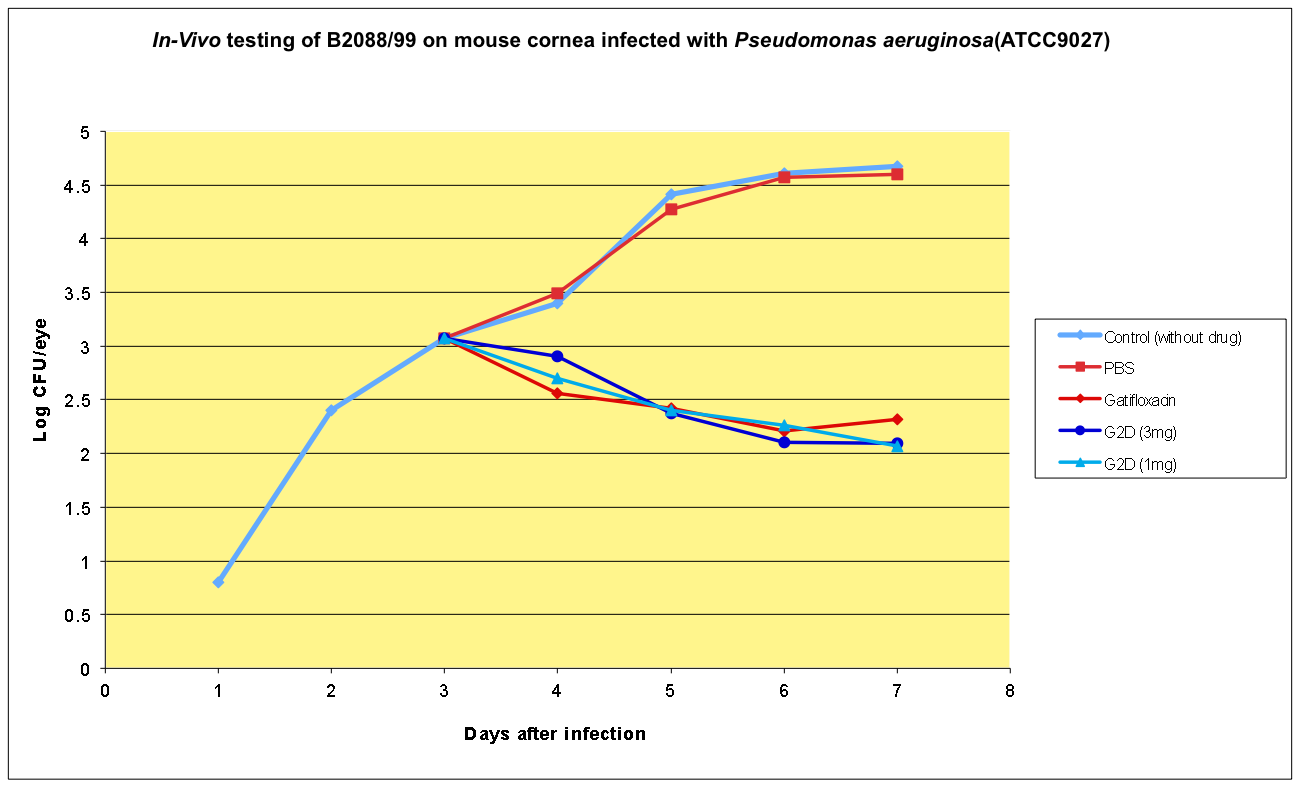 In-Vivo testing of B2088/99 on mouse cornea infected with Pseudomonas aeruginosa(ATCC9027)
5
4.5
4
3.5
3
2.5
2
1.5
1
0.5
0
Log CFU/eye
0 1 2 3 4 5 6 7 8
Days after infection
Control (without drug)
PBS
Gatifloxacin
G2D (3mg)
G2D (1mg)